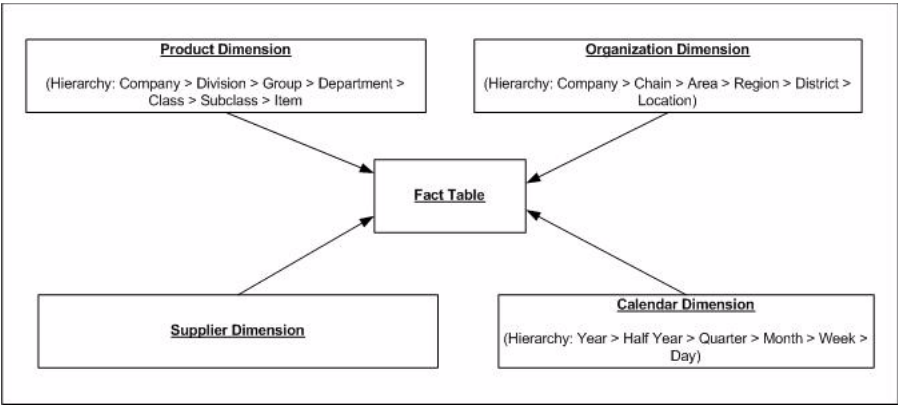 Product Dimension
(Hierarchy: Company > Division > Group > Department >
Class > Subclass > Item
Organization Dimension
(Hierarchy: Company > Chain > Area > Region > District >
Location)
Fact Table
Supplier Dimension
Calendar Dimension
(Hierarchy: Year > Half Year > Quarter > Month > Week >
Day)